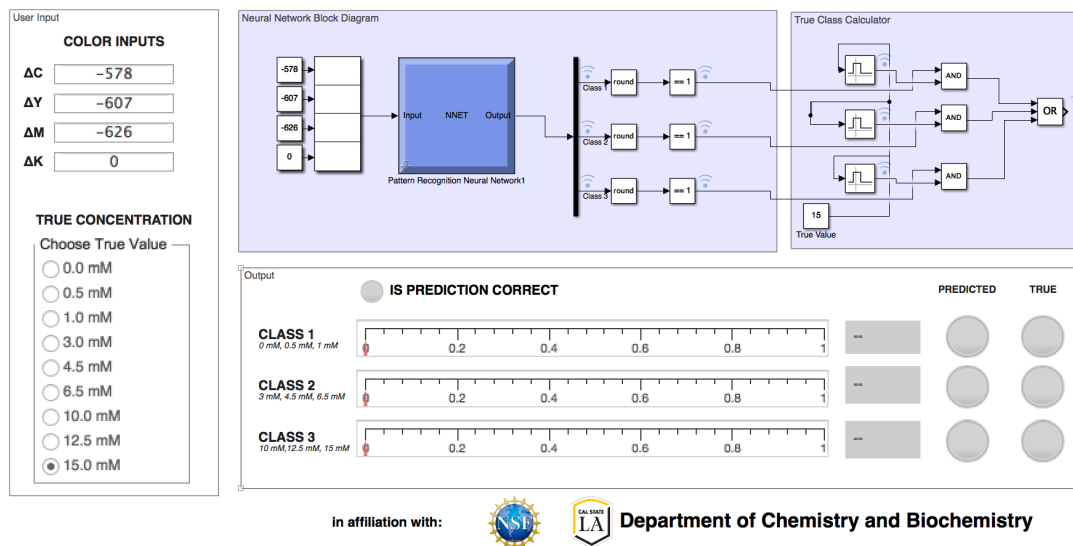 User Input
COLOR INPUTS
ΔC -578
ΔY -607
ΔM -626
ΔK 0
TRUE CONCENTRATION
Choose True Value
0.0 mM
0.5 mM
1.0 mM
3.0 mM
4.5 mM
6.5 mM
10.0 mM
12.5 mM
15.0 mM
Neural Network Block Diagram
-578
-607
-626
0
Input NNET Output
Pattern Recognition Neural Network1
Class 1 round == 1
Class 2 round == 1
Class 3 round == 1
True Class Calculator
AND
AND
AND
OR
15
True Value
Output
IS PREDICTION CORRECT
PREDICTED TRUE
CLASS 1
0 mM, 0.5 mM, 1 mM
0 0.2 0.4 0.6 0.8 1
--
CLASS 2
3 mM, 4.5 mM, 6.5 mM
0 0.2 0.4 0.6 0.8 1
--
CLASS 3
10 mM,12.5 mM, 15 mM
0 0.2 0.4 0.6 0.8 1
--
in affiliation with:
NSF
CAL STATE
LA
Department of Chemistry and Biochemistry